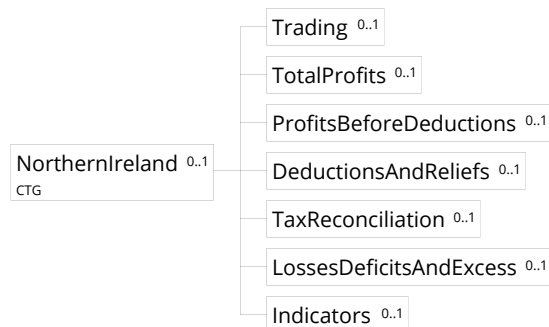 Trading 0..1
TotalProfits 0..1
ProfitsBeforeDeductions 0..1
NorthernIreland 0..1
CTG
DeductionsAndReliefs 0..1
TaxReconciliation 0..1
LossesDeficitsAndExcess 0..1
Indicators 0..1